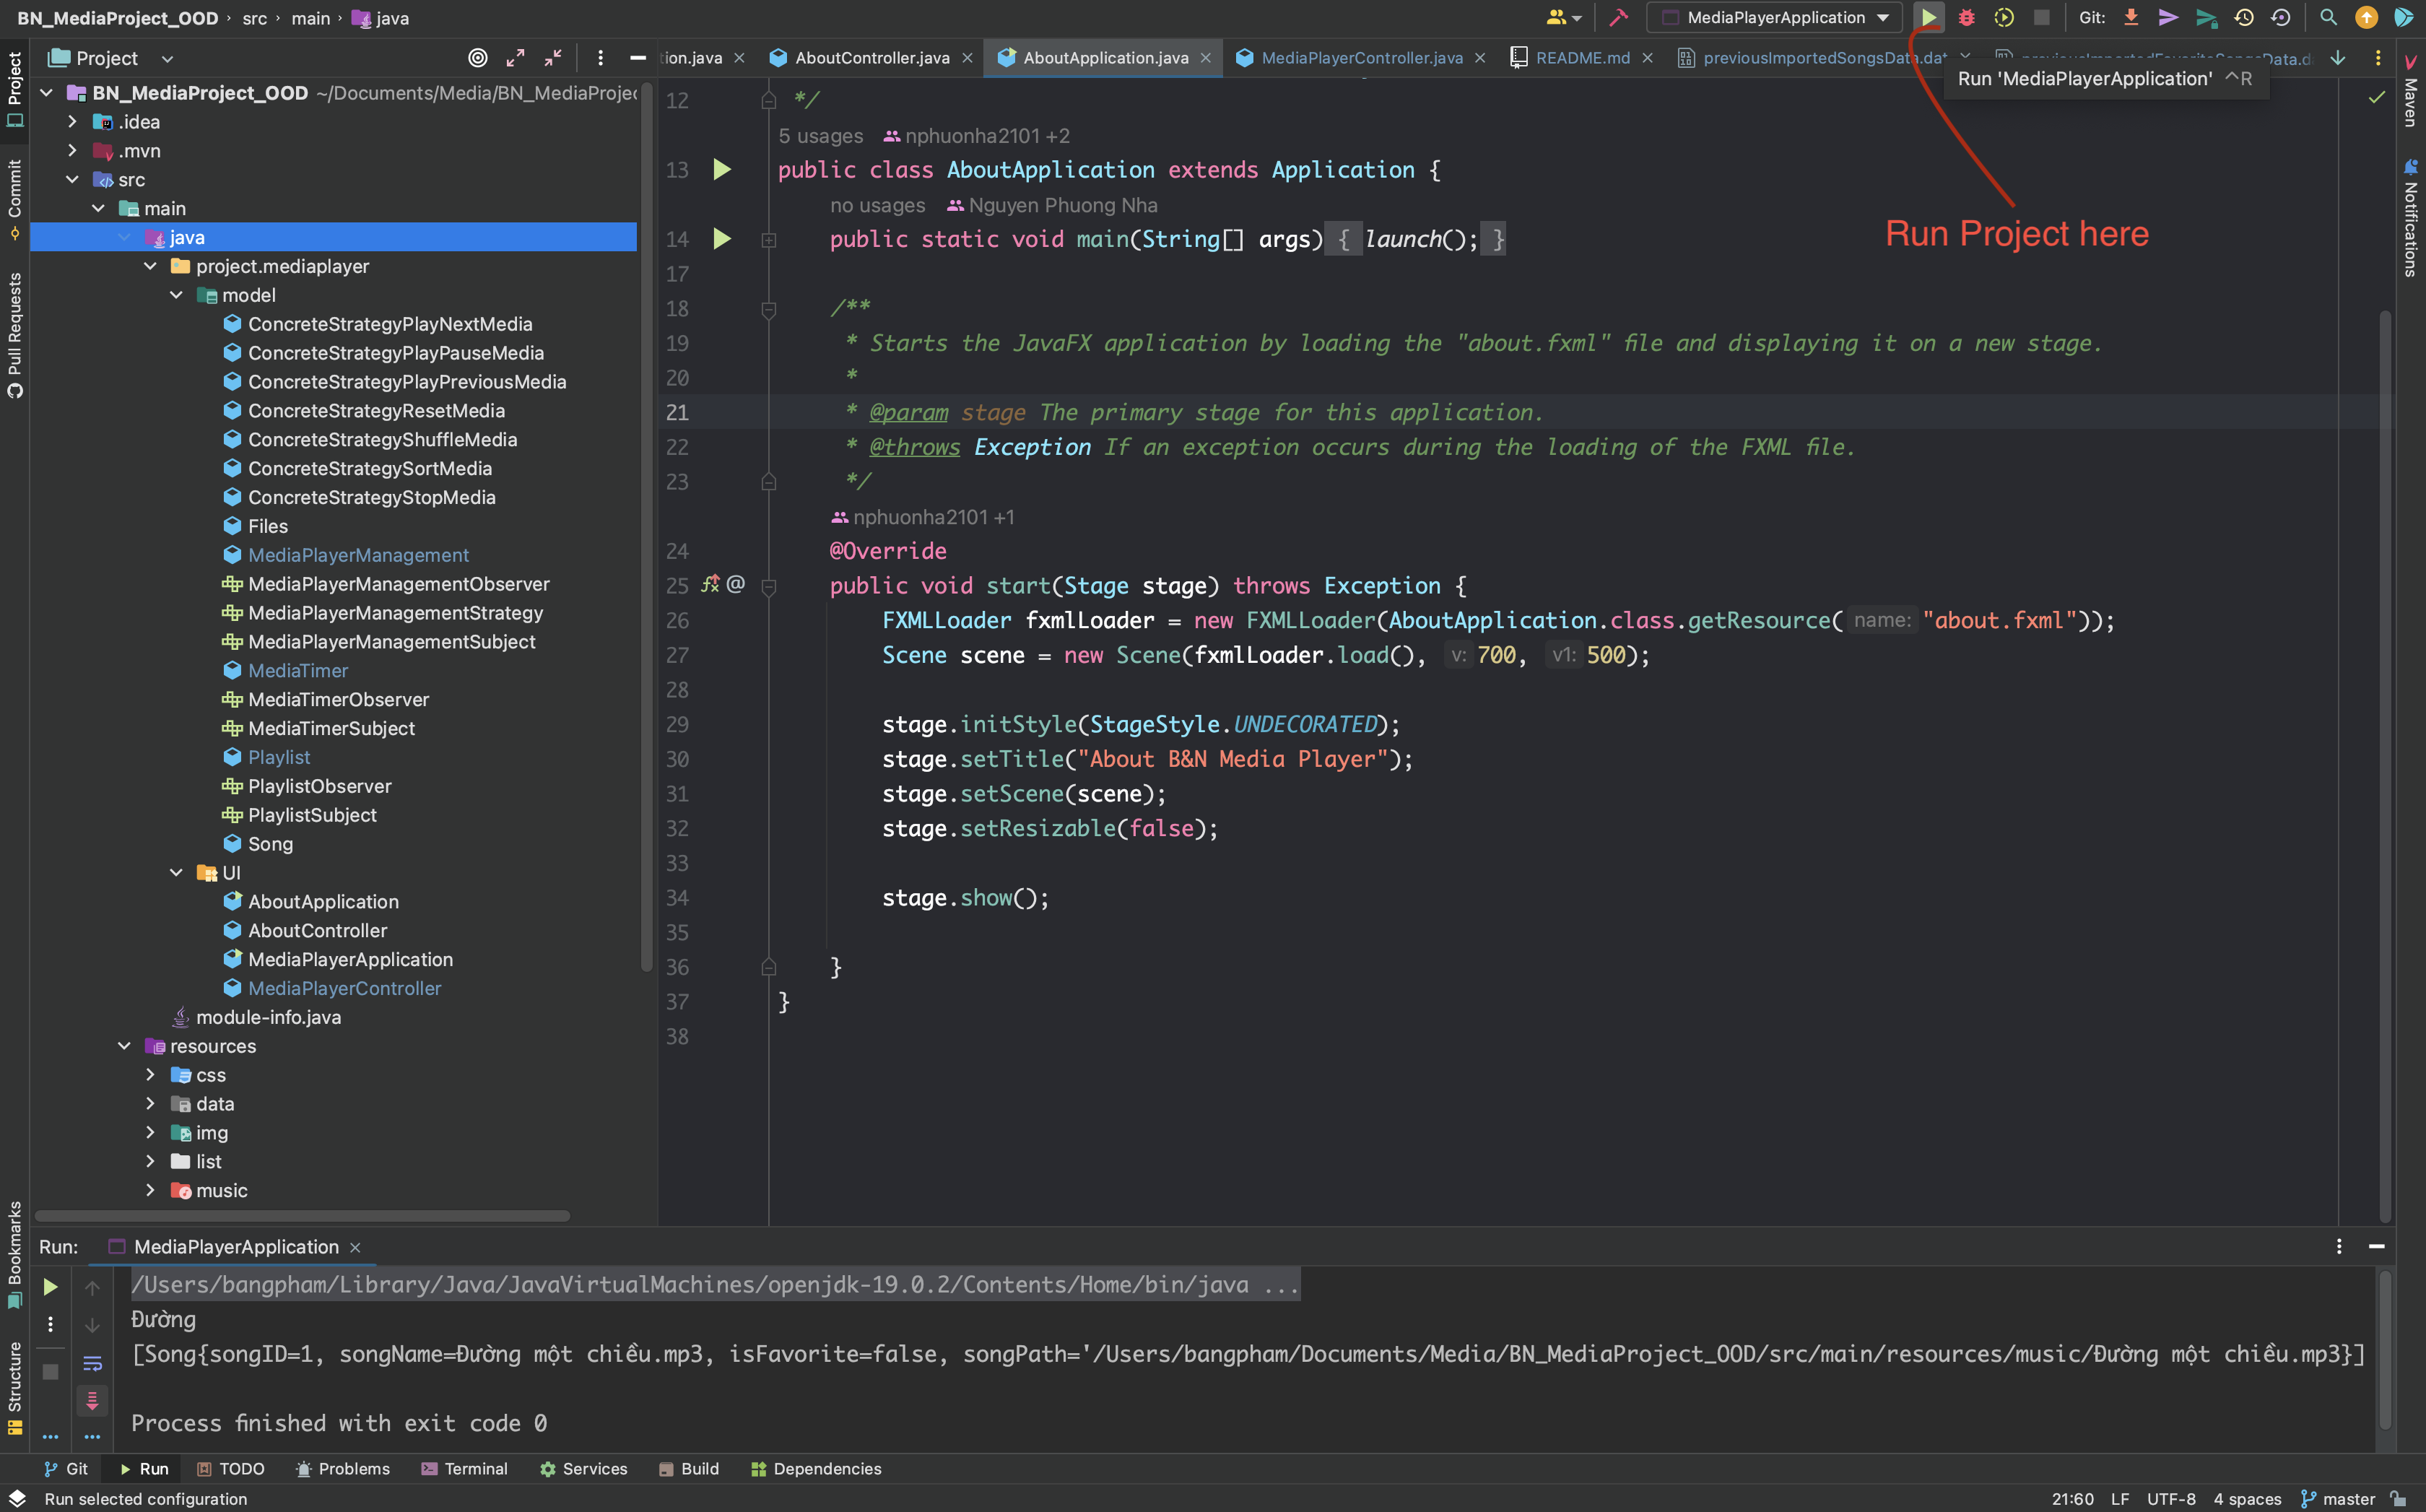 BN_MediaProject_OOD › src › main › java
MediaPlayerApplication
Git:
Project
tion.java
AboutController.java
AboutApplication.java
MediaPlayerController.java
README.md
previousImportedSongsData.dat
previousImportedFavoriteSongsData.d
Run 'MediaPlayerApplication' ^R
Run Project here
Project
Commit
Pull Requests
Bookmarks
Structure
Maven
Notifications
BN_MediaProject_OOD ~/Documents/Media/BN_MediaProjec
.idea
.mvn
src
main
java
project.mediaplayer
model
ConcreteStrategyPlayNextMedia
ConcreteStrategyPlayPauseMedia
ConcreteStrategyPlayPreviousMedia
ConcreteStrategyResetMedia
ConcreteStrategyShuffleMedia
ConcreteStrategySortMedia
ConcreteStrategyStopMedia
Files
MediaPlayerManagement
MediaPlayerManagementObserver
MediaPlayerManagementStrategy
MediaPlayerManagementSubject
MediaTimer
MediaTimerObserver
MediaTimerSubject
Playlist
PlaylistObserver
PlaylistSubject
Song
UI
AboutApplication
AboutController
MediaPlayerApplication
MediaPlayerController
module-info.java
resources
css
data
img
list
music
12 */
5 usages nphuonha2101 +2
13 public class AboutApplication extends Application {
no usages Nguyen Phuong Nha
14 public static void main(String[] args) { launch(); }
17
18 /**
19 * Starts the JavaFX application by loading the "about.fxml" file and displaying it on a new stage.
20 *
21 * @param stage The primary stage for this application.
22 * @throws Exception If an exception occurs during the loading of the FXML file.
23 */
nphuonha2101 +1
24 @Override
25 public void start(Stage stage) throws Exception {
26 FXMLLoader fxmlLoader = new FXMLLoader(AboutApplication.class.getResource( name: "about.fxml"));
27 Scene scene = new Scene(fxmlLoader.load(), v: 700, v1: 500);
28
29 stage.initStyle(StageStyle.UNDECORATED);
30 stage.setTitle("About B&N Media Player");
31 stage.setScene(scene);
32 stage.setResizable(false);
33
34 stage.show();
35
36 }
37 }
38
Run: MediaPlayerApplication
/Users/bangpham/Library/Java/JavaVirtualMachines/openjdk-19.0.2/Contents/Home/bin/java ...
Đường
[Song{songID=1, songName=Đường một chiều.mp3, isFavorite=false, songPath='/Users/bangpham/Documents/Media/BN_MediaProject_OOD/src/main/resources/music/Đường một chiều.mp3}]
Process finished with exit code 0
Git Run TODO Problems Terminal Services Build Dependencies
Run selected configuration
21:60 LF UTF-8 4 spaces master